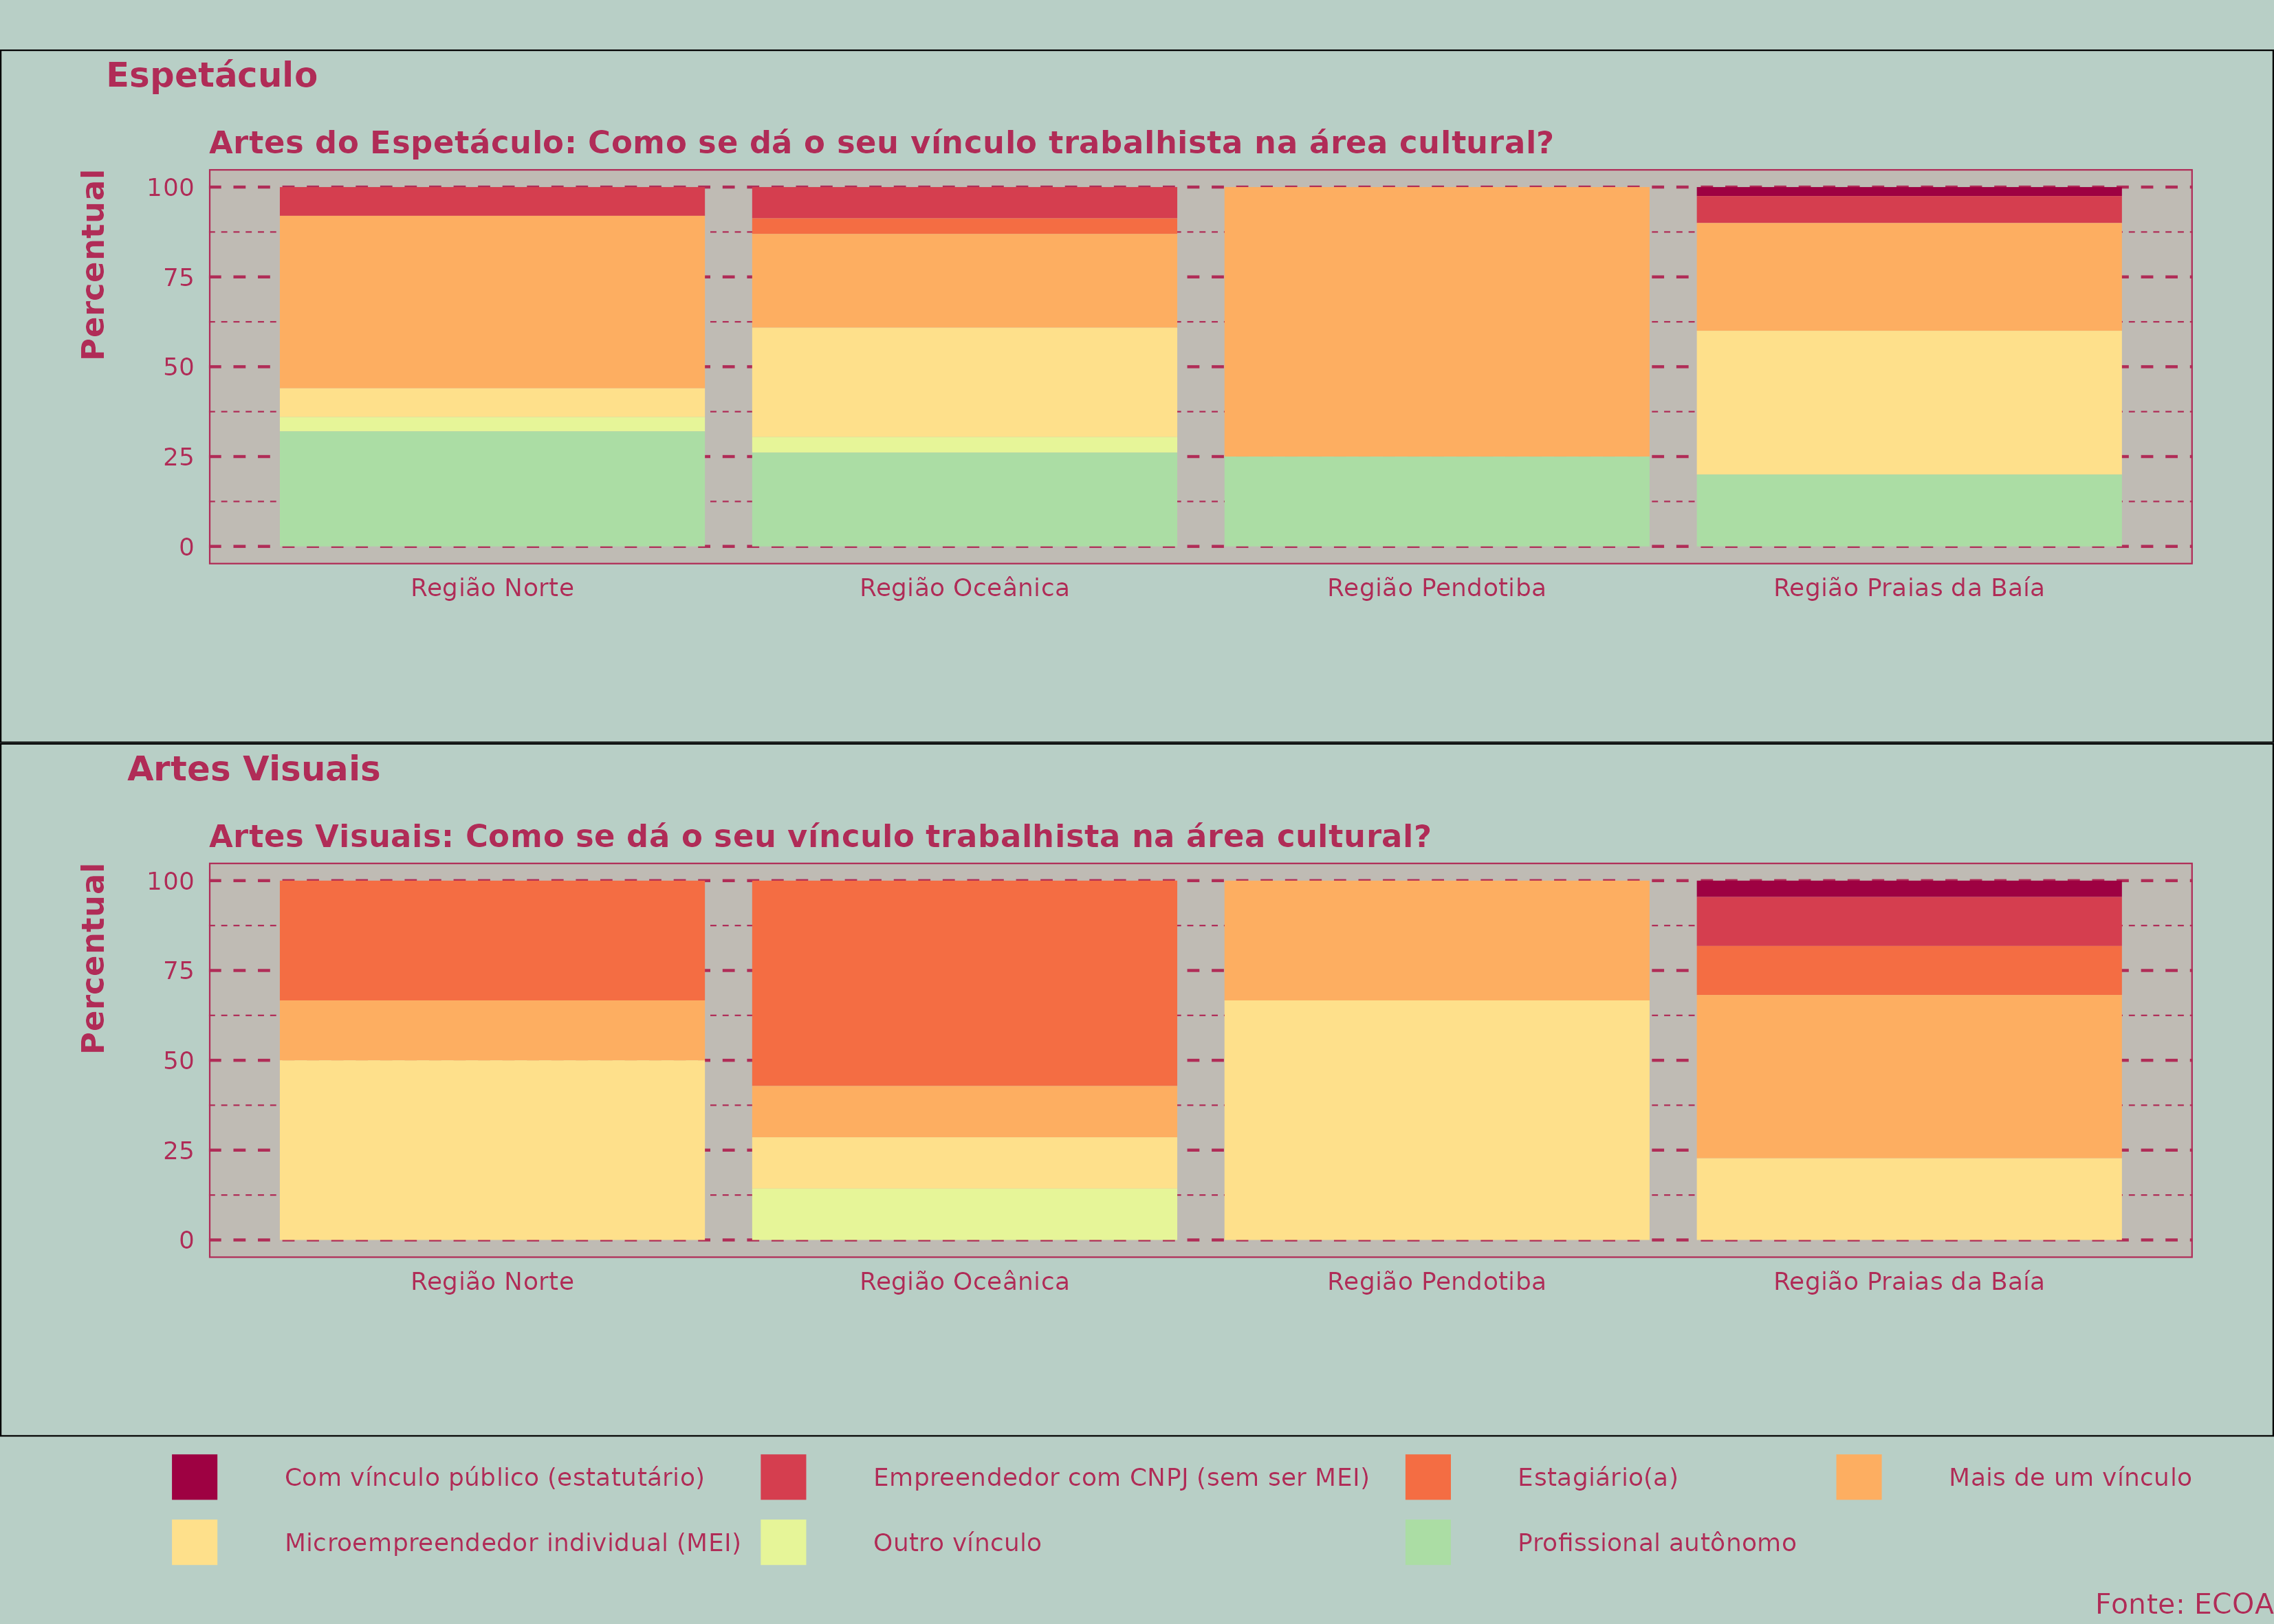 Espetáculo
Artes do Espetáculo: Como se dá o seu vínculo trabalhista na área cultural?
Percentual
100
75
50
25
0
Região Norte
Região Oceânica
Região Pendotiba
Região Praias da Baía
Artes Visuais
Artes Visuais: Como se dá o seu vínculo trabalhista na área cultural?
Percentual
100
75
50
25
0
Região Norte
Região Oceânica
Região Pendotiba
Região Praias da Baía
Com vínculo público (estatutário)
Empreendedor com CNPJ (sem ser MEI)
Estagiário(a)
Mais de um vínculo
Microempreendedor individual (MEI)
Outro vínculo
Profissional autônomo
Fonte: ECOA